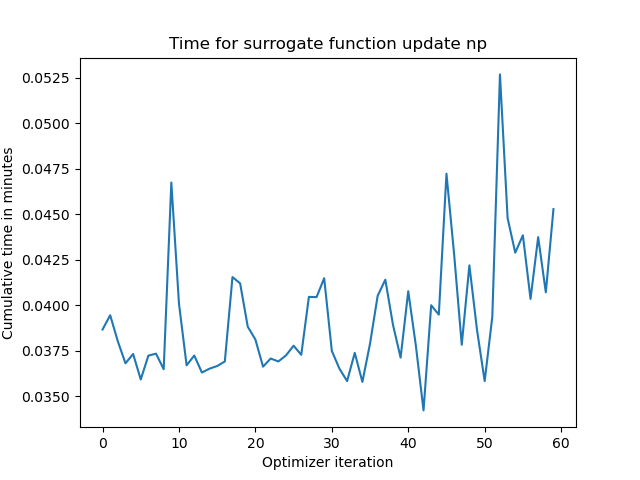 Time for surrogate function update np
Cumulative time in minutes
0.0525
0.0500
0.0475
0.0450
0.0425
0.0400
0.0375
0.0350
0 10 20 30 40 50 60
Optimizer iteration